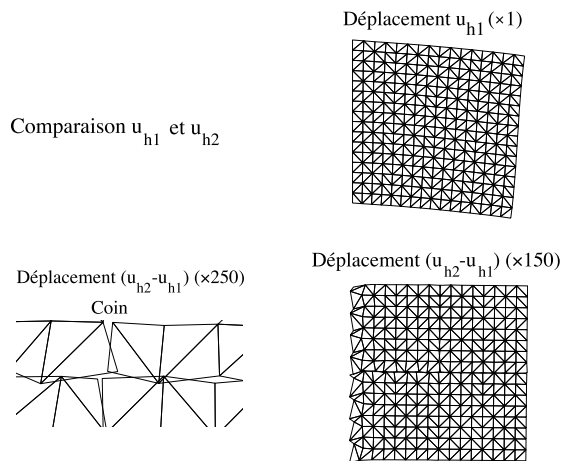 Déplacement u_h1 (×1)
Comparaison u_h1 et u_h2
Déplacement (u_h2-u_h1) (×250)
Coin
Déplacement (u_h2-u_h1) (×150)